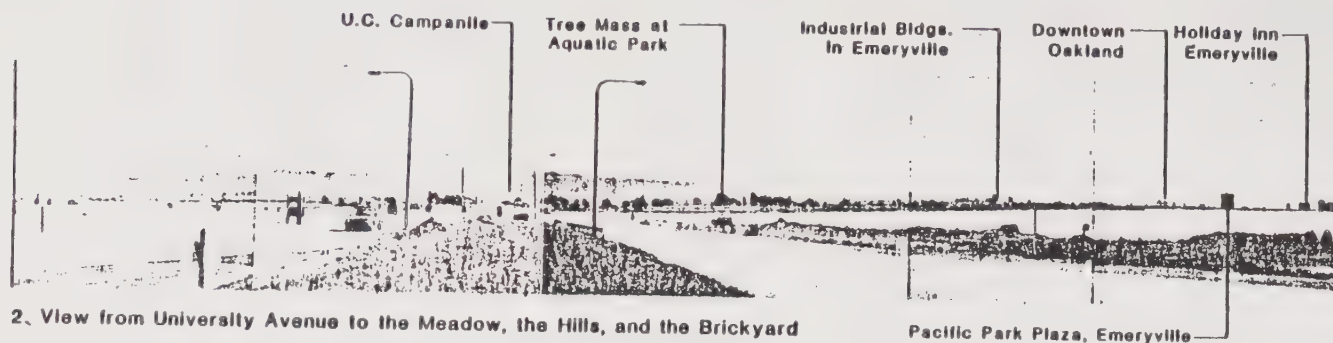 U.C. Campanile
Tree Mass at
Aquatic Park
Industrial Bldgs.
In Emeryville
Downtown
Oakland
Holiday Inn
Emeryville
2. View from University Avenue to the Meadow, the Hills, and the Brickyard
Pacific Park Plaza, Emeryville